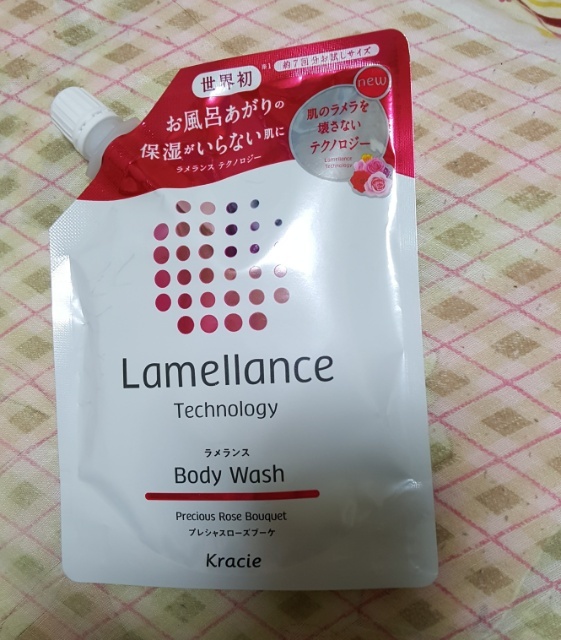 世界初
※1
約7回分お試しサイズ
new
お風呂あがりの
保湿がいらない肌に
ラメランス テクノロジー
肌のラメラを
壊さない
テクノロジー
LAMELLANCE
TECHNOLOGY
Lamellance
Technology
ラメランス
Body Wash
Precious Rose Bouquet
プレシャスローズブーケ
Kracie